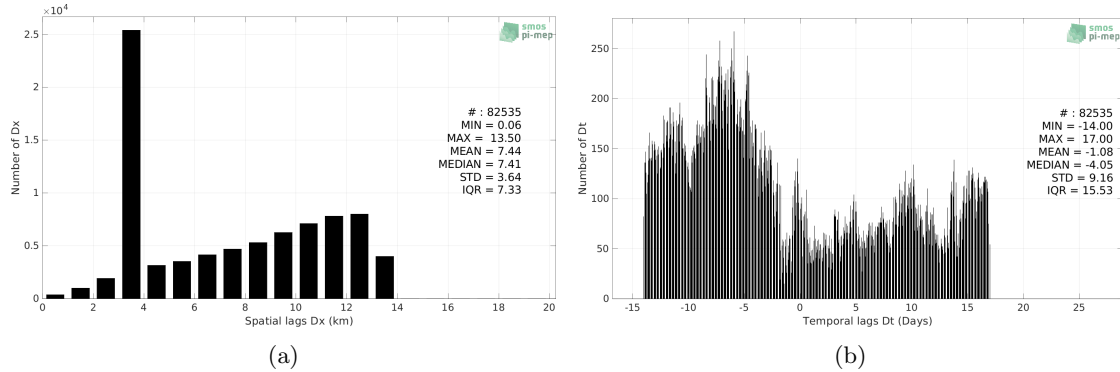 ×10⁴
2.5
2
1.5
1
0.5
0
Number of Dx
0 2 4 6 8 10 12 14 16 18 20
Spatial lags Dx (km)
smos
pi-mep
# : 82535
MIN = 0.06
MAX = 13.50
MEAN = 7.44
MEDIAN = 7.41
STD = 3.64
IQR = 7.33
(a)
250
200
150
100
50
0
Number of Dt
-15 -10 -5 0 5 10 15 20 25
Temporal lags Dt (Days)
smos
pi-mep
# : 82535
MIN = -14.00
MAX = 17.00
MEAN = -1.08
MEDIAN = -4.05
STD = 9.16
IQR = 15.53
(b)